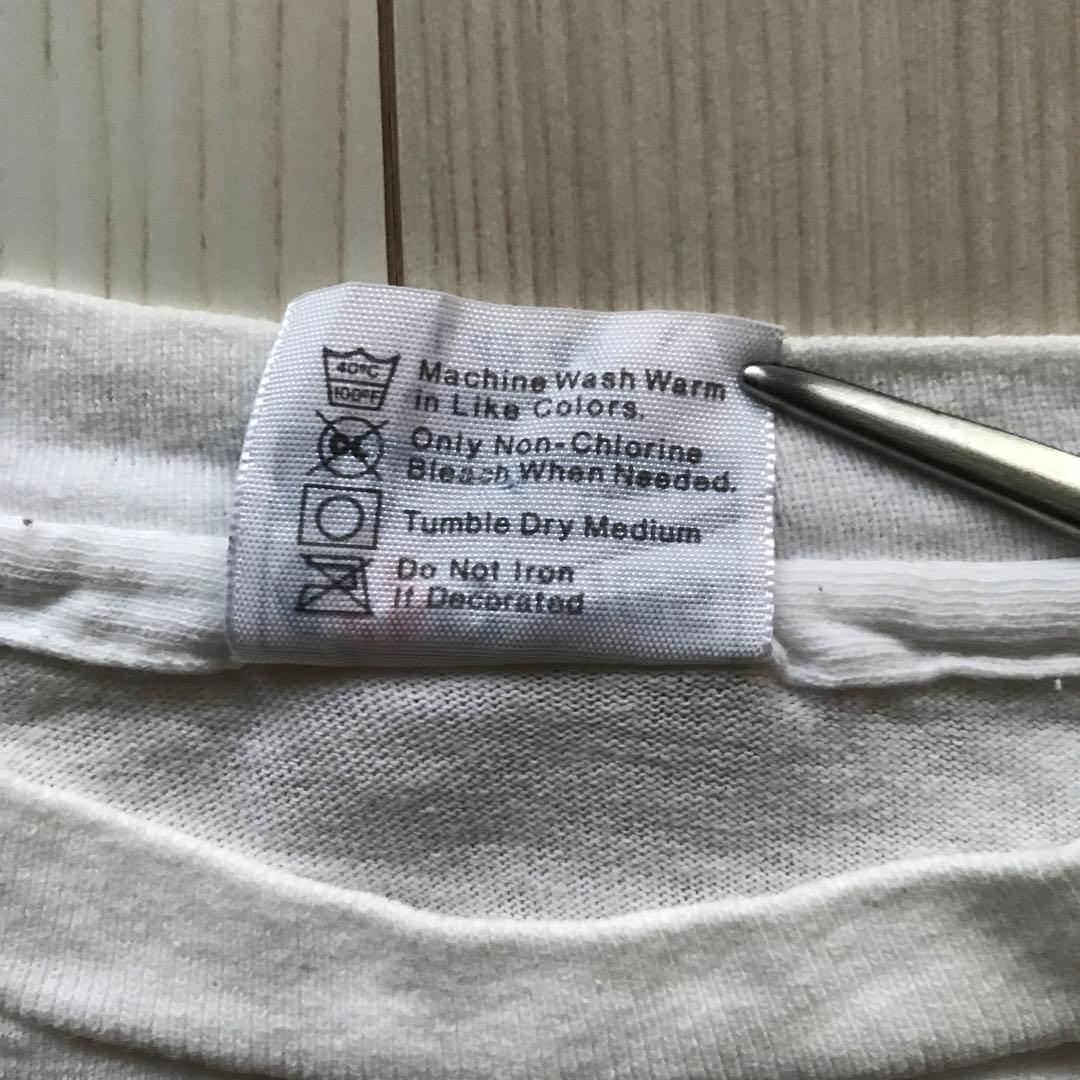 40°C
100°F
Machine Wash Warm
in Like Colors.
Only Non-Chlorine
Bleach When Needed.
Tumble Dry Medium
Do Not Iron
If Decorated